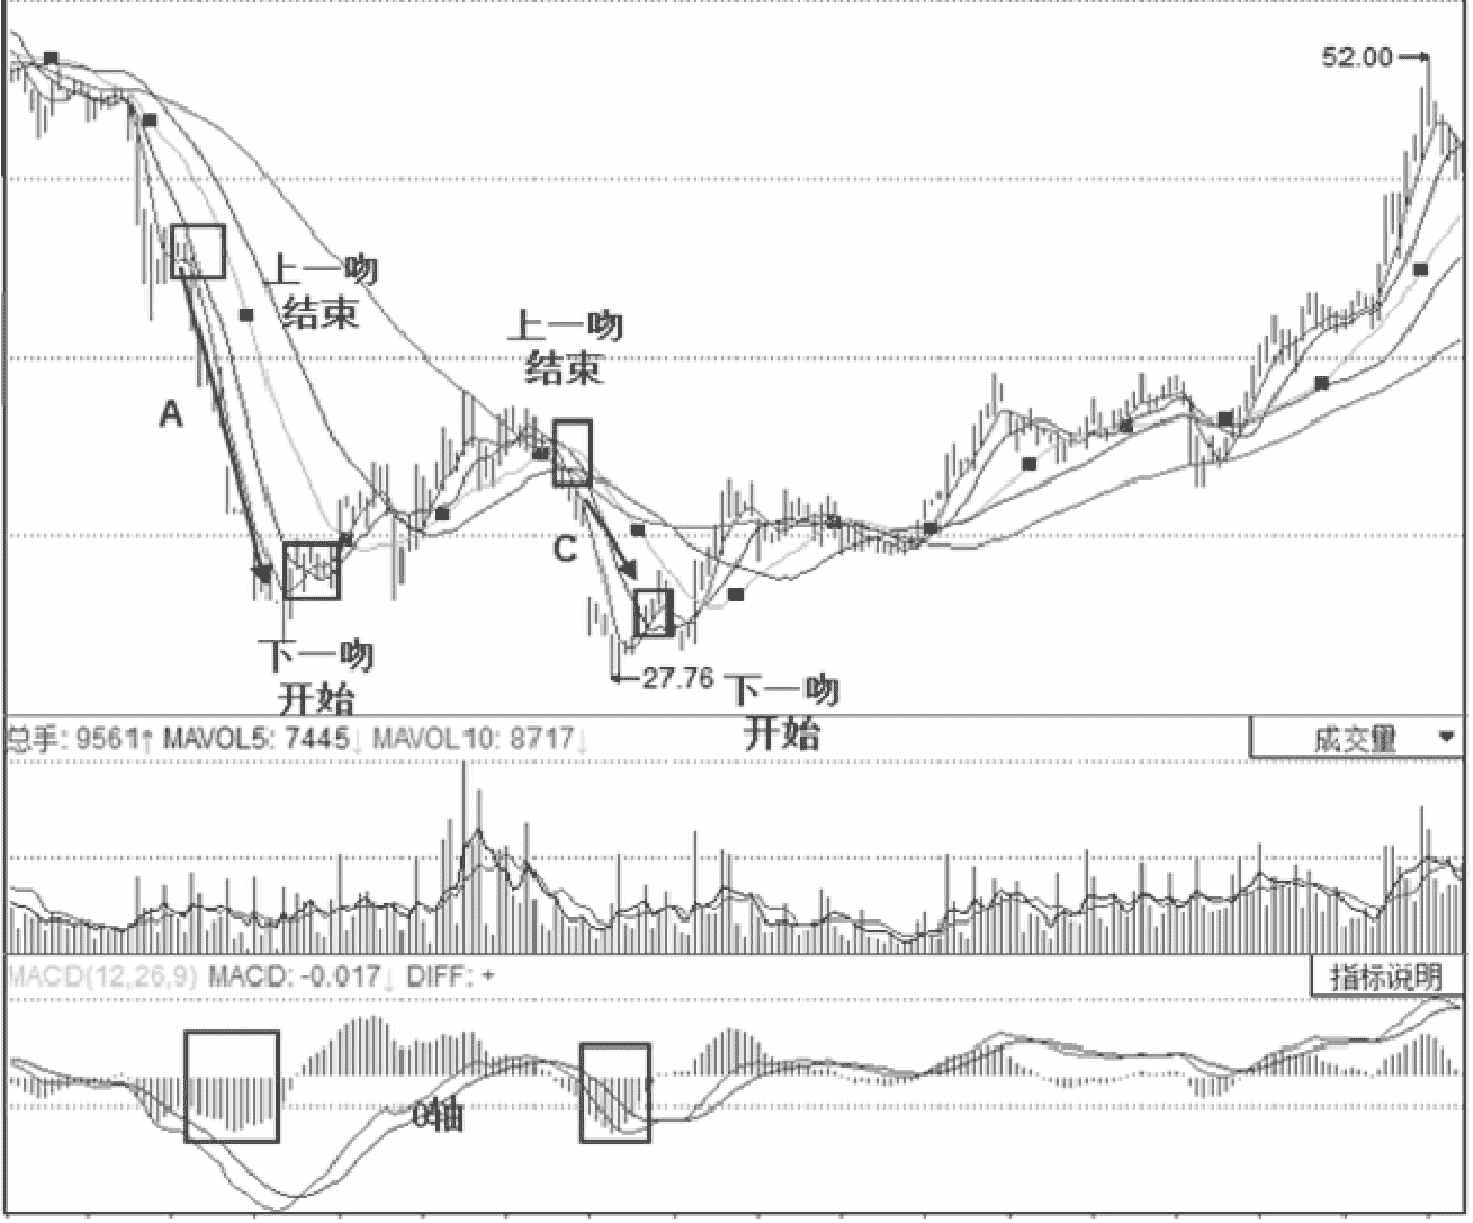 52.00
上一吻
结束
上一吻
结束
A
C
下一吻
开始
27.76
下一吻
开始
总手: 9561↑ MAVOL5: 7445↓ MAVOL10: 8717↓
成交量
MACD(12,26,9) MACD: -0.017↓ DIFF: +
指标说明
0轴